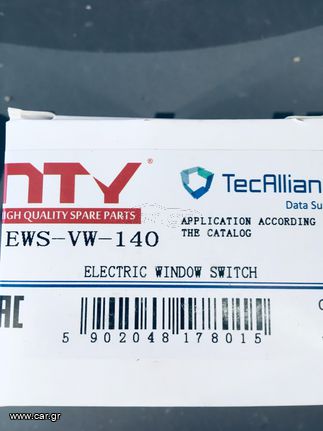 NTY®
HIGH QUALITY SPARE PARTS
TecAllian
Data Su
EWS-VW-140
APPLICATION ACCORDING
THE CATALOG
ELECTRIC WINDOW SWITCH
EAC
5 902048 178015
www.car.gr